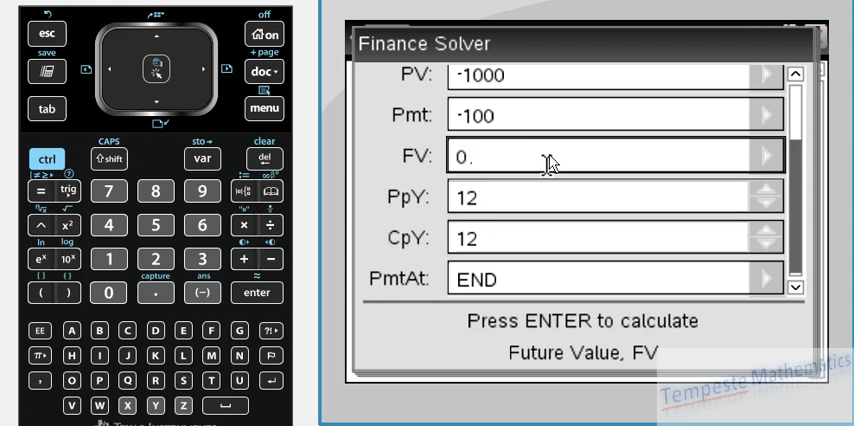 off
esc
on
save
+ page
doc
tab
menu
CAPS
sto→
clear
ctrl
shift
var
del
= trig 7 8 9
^ x² 4 5 6 × ÷
ln log
eˣ 10ˣ 1 2 3 + −
[ ] { } capture ans ≈
( ) 0 . (−) enter
EE A B C D E F G ?!
π H I J K L M N
, O P Q R S T U
V W X Y Z
Finance Solver
PV: -1000
Pmt: -100
FV: 0.
PpY: 12
CpY: 12
PmtAt: END
Press ENTER to calculate
Future Value, FV
Tempeste Mathematics